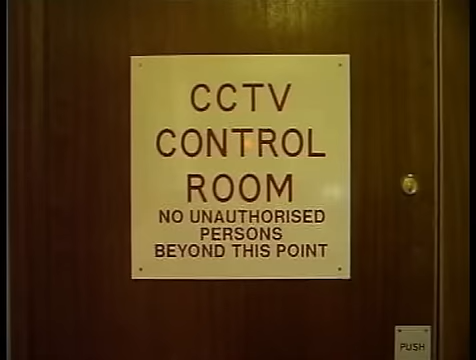 CCTV
CONTROL
ROOM
NO UNAUTHORISED
PERSONS
BEYOND THIS POINT
PUSH